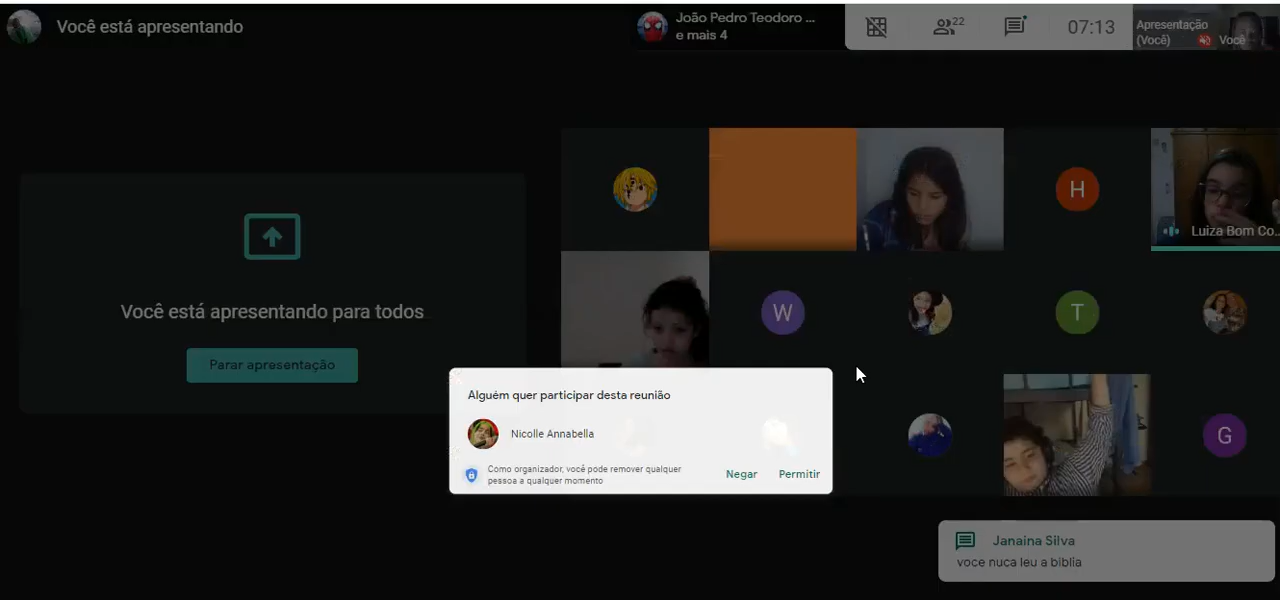 Você está apresentando
João Pedro Teodoro ...
e mais 4
22
07:13
Apresentação
(Você)
Você
H
Luiza Bom Co...
Você está apresentando para todos
W
T
Parar apresentação
Alguém quer participar desta reunião
Nicolle Annabella
G
Como organizador, você pode remover qualquer
pessoa a qualquer momento
Negar
Permitir
Janaina Silva
voce nuca leu a biblia